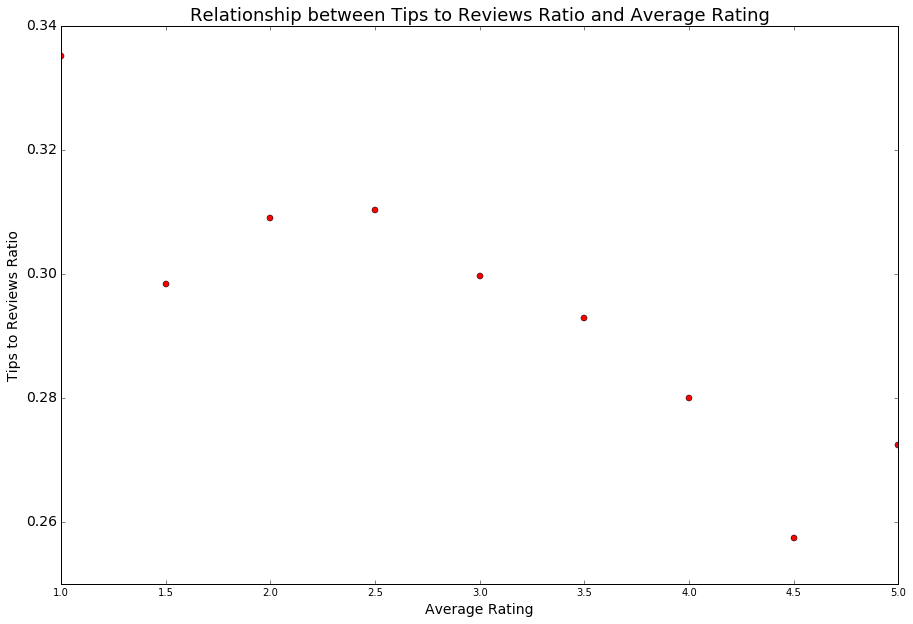 Relationship between Tips to Reviews Ratio and Average Rating
Tips to Reviews Ratio
0.34
0.32
0.30
0.28
0.26
1.0 1.5 2.0 2.5 3.0 3.5 4.0 4.5 5.0
Average Rating